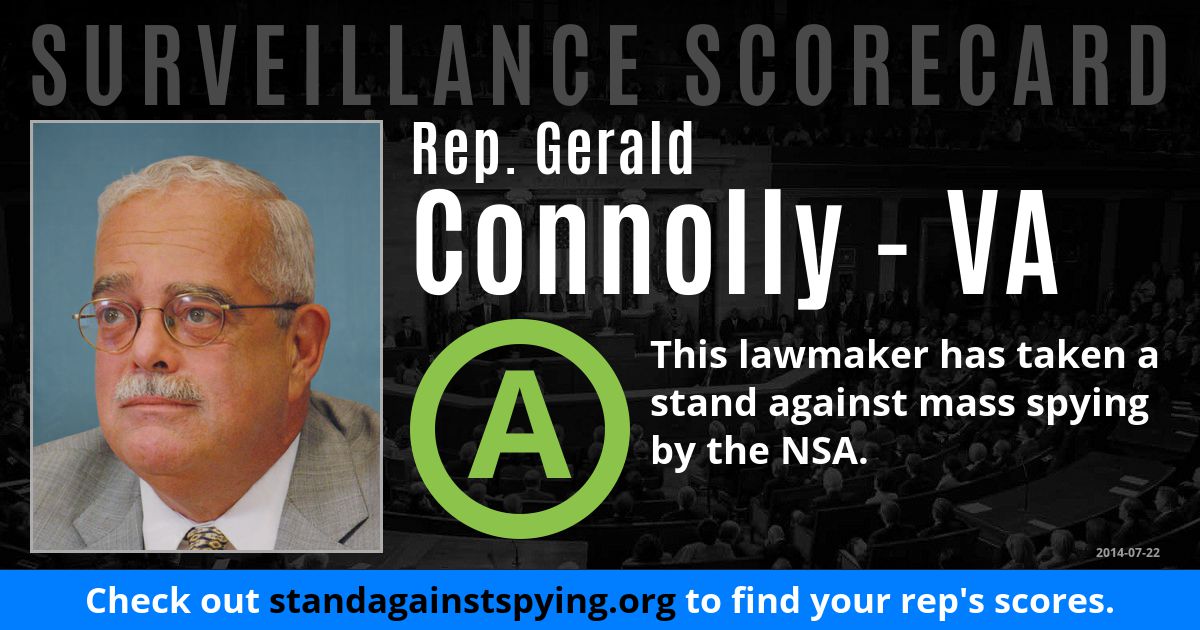 SURVEILLANCE SCORECARD
Rep. Gerald
Connolly - VA
A
This lawmaker has taken a
stand against mass spying
by the NSA.
2014-07-22
Check out standagainstspying.org to find your rep's scores.